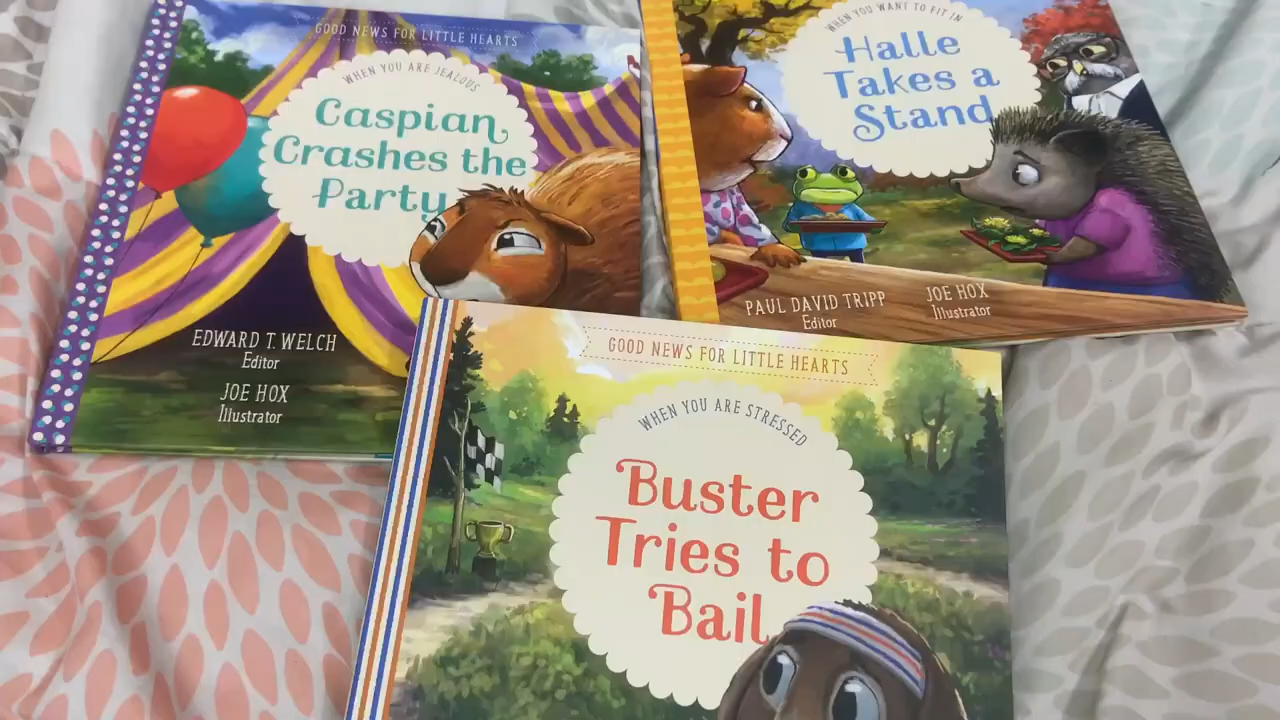 GOOD NEWS FOR LITTLE HEARTS
WHEN YOU ARE JEALOUS
Caspian
Crashes the
Party
EDWARD T. WELCH
Editor
JOE HOX
Illustrator
WHEN YOU WANT TO FIT IN
Halle
Takes a
Stand
PAUL DAVID TRIPP
Editor
JOE HOX
Illustrator
GOOD NEWS FOR LITTLE HEARTS
WHEN YOU ARE STRESSED
Buster
Tries to
Bail